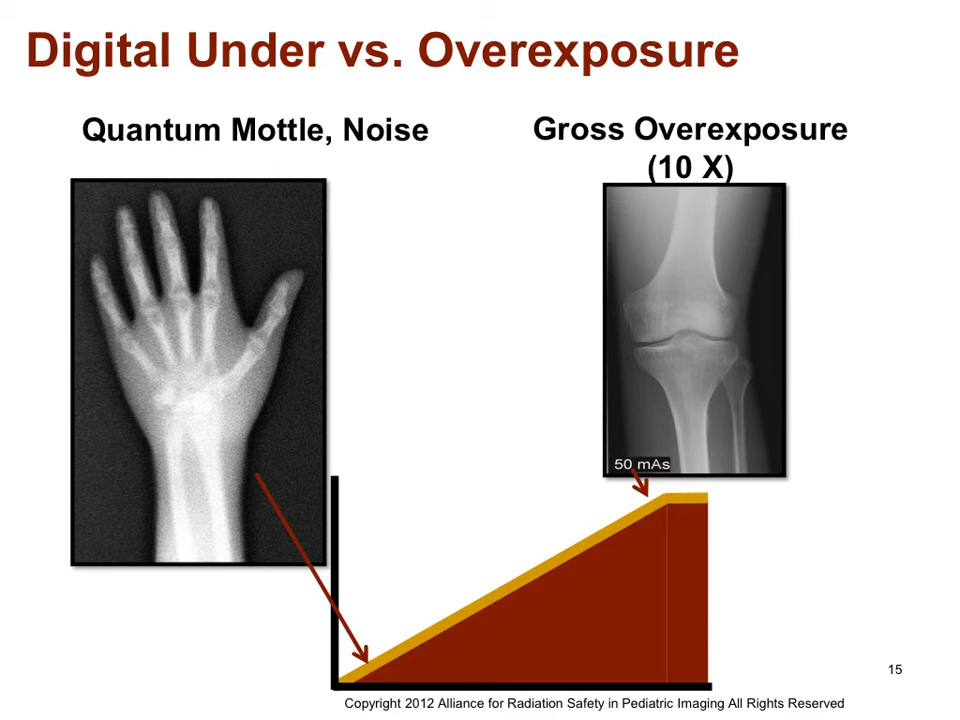 Digital Under vs. Overexposure
Quantum Mottle, Noise
Gross Overexposure
(10 X)
50 mAs
15
Copyright 2012 Alliance for Radiation Safety in Pediatric Imaging All Rights Reserved